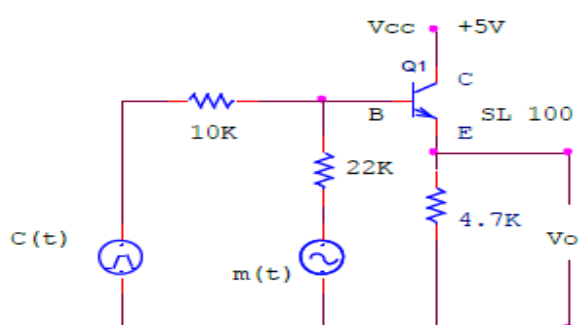 Vcc +5V
Q1
C
B
SL 100
E
10K
22K
4.7K
C(t)
m(t)
Vo